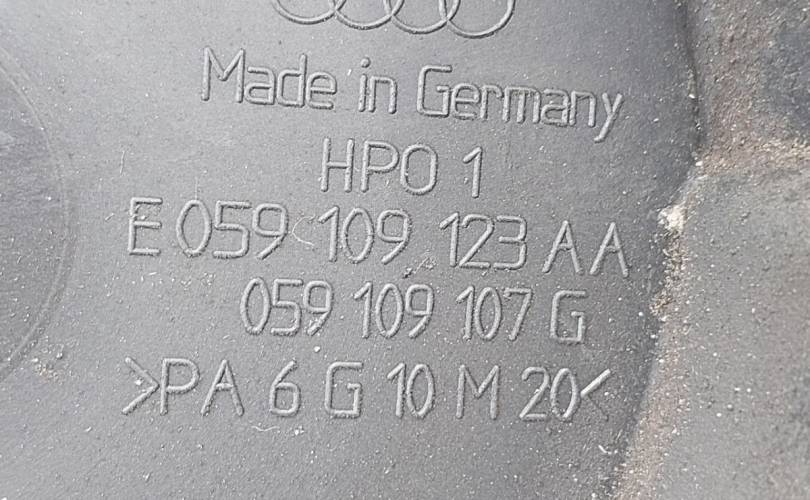 Made in Germany
HPO 1
E 059 109 123 AA
059 109 107 G
>PA 6 G 10 M 20<